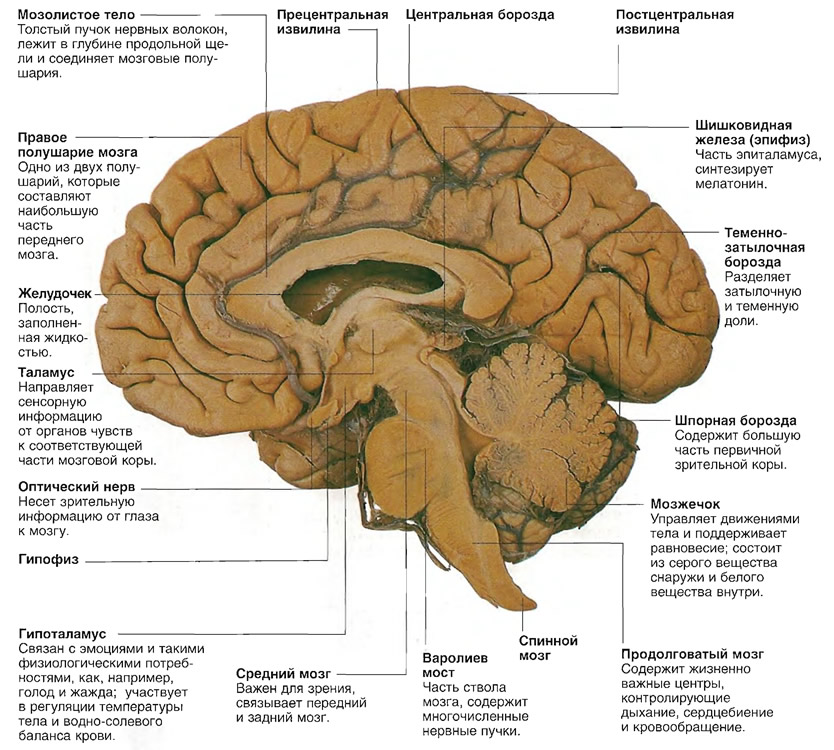 Мозолистое тело
Толстый пучок нервных волокон,
лежит в глубине продольной ще-
ли и соединяет мозговые полу-
шария.
Прецентральная
извилина
Центральная борозда
Постцентральная
извилина
Правое
полушарие мозга
Одно из двух полу-
шарий, которые
составляют
наибольшую
часть
переднего
мозга.
Шишковидная
железа (эпифиз)
Часть эпиталамуса,
синтезирует
мелатонин.
Теменно-
затылочная
борозда
Разделяет
затылочную
и теменную
доли.
Желудочек
Полость,
заполнен-
ная жидко-
стью.
Таламус
Направляет
сенсорную
информацию
от органов чувств
к соответствующей
части мозговой коры.
Шпорная борозда
Содержит большую
часть первичной
зрительной коры.
Оптический нерв
Несет зрительную
информацию от глаза
к мозгу.
Мозжечок
Управляет движениями
тела и поддерживает
равновесие; состоит
из серого вещества
снаружи и белого
вещества внутри.
Гипофиз
Гипоталамус
Связан с эмоциями и такими
физиологическими потреб-
ностями, как, например,
голод и жажда; участвует
в регуляции температуры
тела и водно-солевого
баланса крови.
Средний мозг
Важен для зрения,
связывает передний
и задний мозг.
Варолиев
мост
Часть ствола
мозга, содержит
многочисленные
нервные пучки.
Спинной
мозг
Продолговатый мозг
Содержит жизненно
важные центры,
контролирующие
дыхание, сердцебиение
и кровообращение.